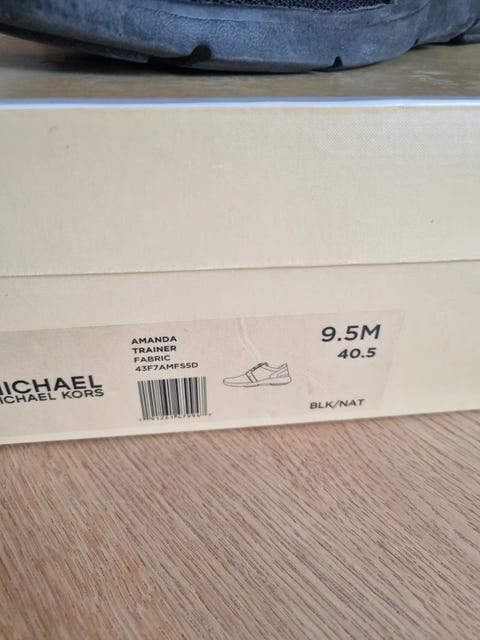 MICHAEL
MICHAEL KORS
AMANDA
TRAINER
FABRIC
43F7AMFS5D
9.5M
40.5
BLK/NAT